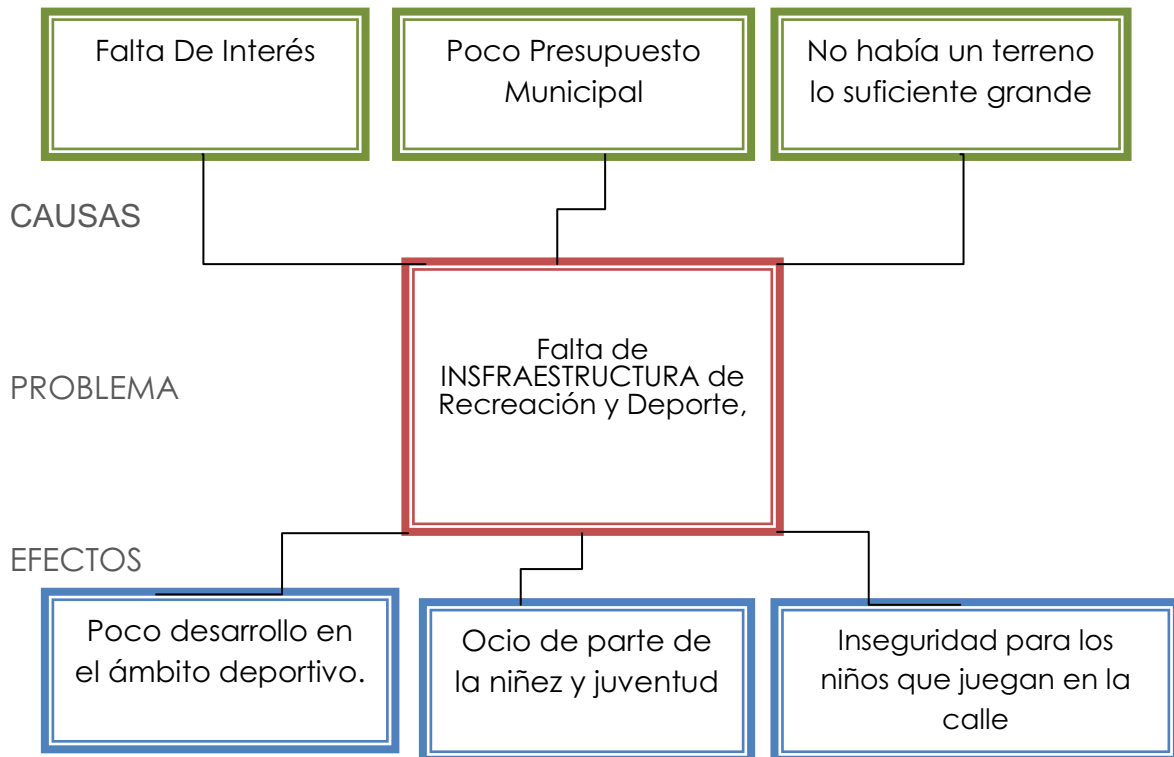 Falta De Interés
Poco Presupuesto
Municipal
No había un terreno
lo suficiente grande
CAUSAS
PROBLEMA
Falta de
INSFRAESTRUCTURA de
Recreación y Deporte,
EFECTOS
Poco desarrollo en
el ámbito deportivo.
Ocio de parte de
la niñez y juventud
Inseguridad para los
niños que juegan en la
calle